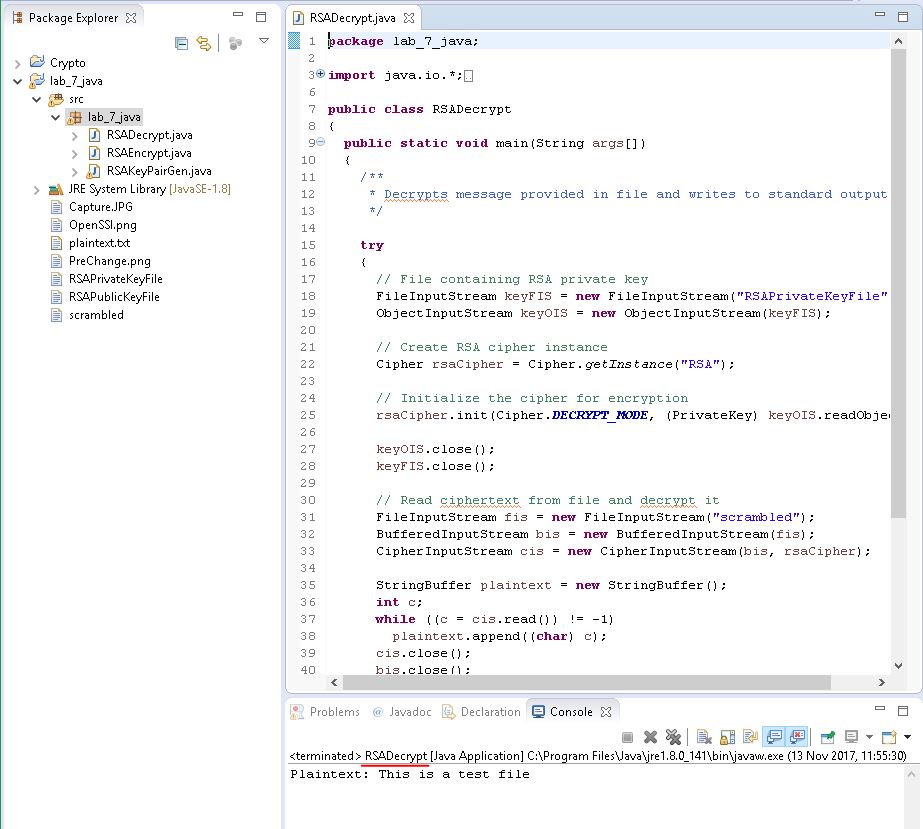 Package Explorer
Crypto
lab_7_java
src
lab_7_java
RSADecrypt.java
RSAEncrypt.java
RSAKeyPairGen.java
JRE System Library [JavaSE-1.8]
Capture.JPG
OpenSSl.png
plaintext.txt
PreChange.png
RSAPrivateKeyFile
RSAPublicKeyFile
scrambled
RSADecrypt.java
1 package lab_7_java;
2
3 import java.io.*;
6
7 public class RSADecrypt
8 {
9 public static void main(String args[])
10 {
11 /**
12 * Decrypts message provided in file and writes to standard output
13 */
14
15 try
16 {
17 // File containing RSA private key
18 FileInputStream keyFIS = new FileInputStream("RSAPrivateKeyFile"
19 ObjectInputStream keyOIS = new ObjectInputStream(keyFIS);
20
21 // Create RSA cipher instance
22 Cipher rsaCipher = Cipher.getInstance("RSA");
23
24 // Initialize the cipher for encryption
25 rsaCipher.init(Cipher.DECRYPT_MODE, (PrivateKey) keyOIS.readObje
26
27 keyOIS.close();
28 keyFIS.close();
29
30 // Read ciphertext from file and decrypt it
31 FileInputStream fis = new FileInputStream("scrambled");
32 BufferedInputStream bis = new BufferedInputStream(fis);
33 CipherInputStream cis = new CipherInputStream(bis, rsaCipher);
34
35 StringBuffer plaintext = new StringBuffer();
36 int c;
37 while ((c = cis.read()) != -1)
38 plaintext.append((char) c);
39 cis.close();
40 bis.close();
Problems Javadoc Declaration Console
<terminated> RSADecrypt [Java Application] C:\Program Files\Java\jre1.8.0_141\bin\javaw.exe (13 Nov 2017, 11:55:30)
Plaintext: This is a test file